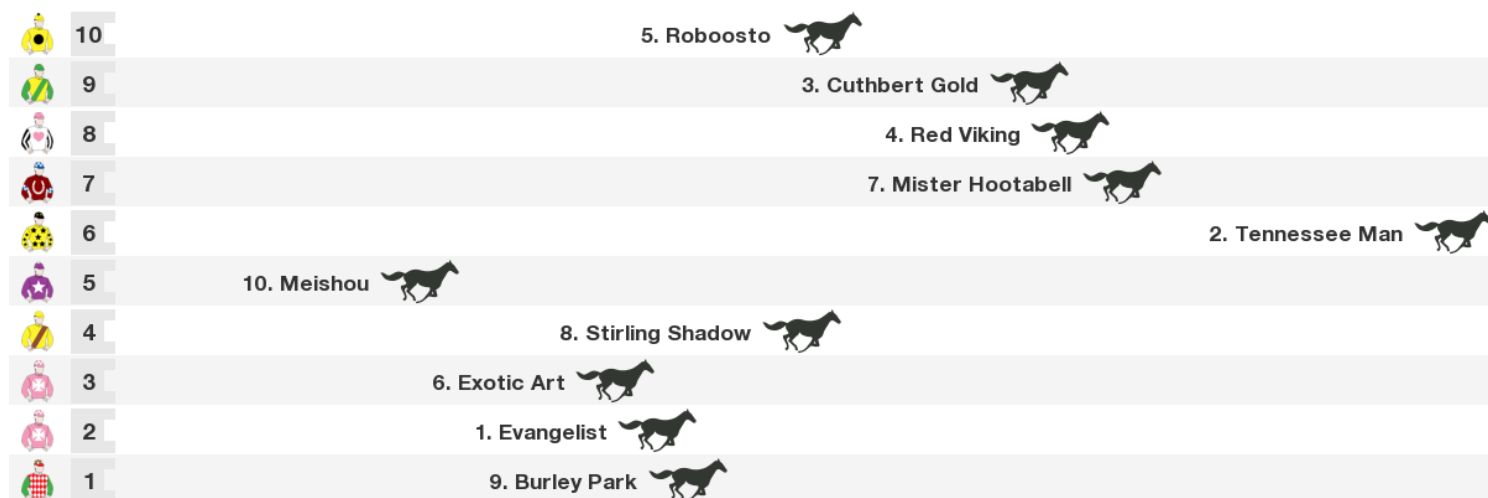 10 5. Roboosto
9 3. Cuthbert Gold
8 4. Red Viking
7 7. Mister Hootabell
6 2. Tennessee Man
5 10. Meishou
4 8. Stirling Shadow
3 6. Exotic Art
2 1. Evangelist
1 9. Burley Park